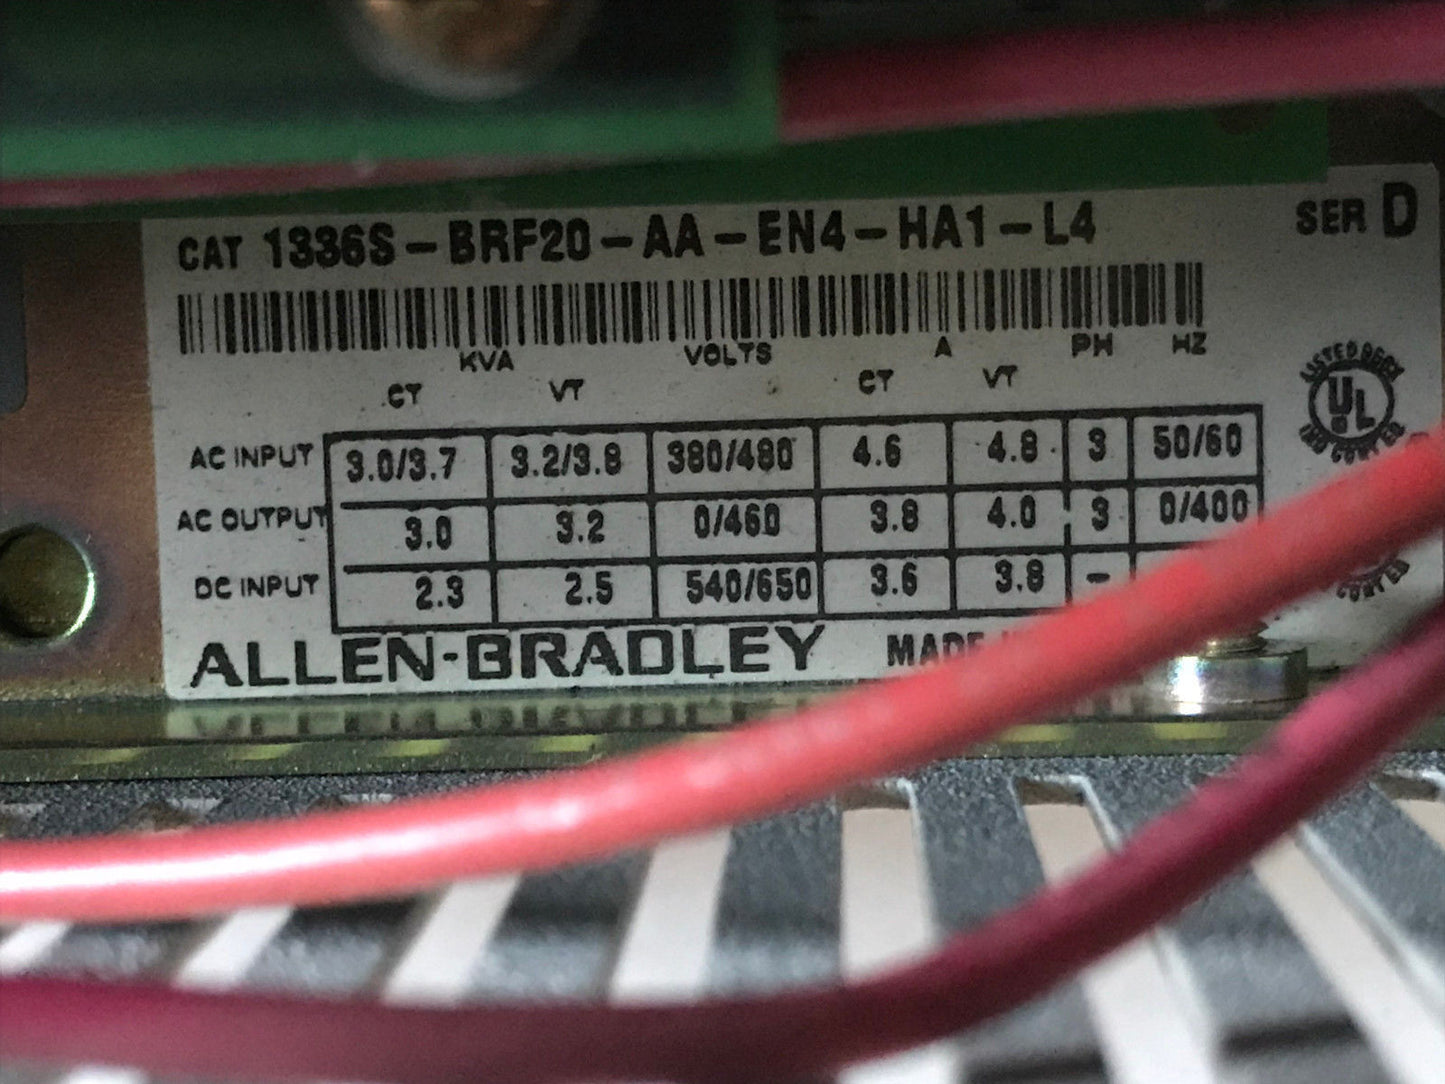 CAT 1336S-BRF20-AA-EN4-HA1-L4 SER D
KVA VOLTS A PH HZ
CT VT CT VT
AC INPUT 3.0/3.7 3.2/3.8 380/480 4.6 4.8 3 50/60
AC OUTPUT 3.0 3.2 0/460 3.8 4.0 3 0/400
DC INPUT 2.3 2.5 540/650 3.6 3.8 -
ALLEN-BRADLEY MADE
UL